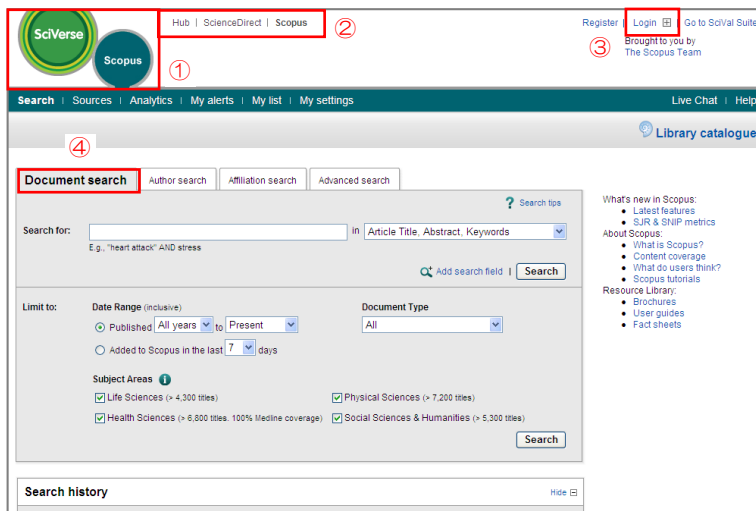 SciVerse
Scopus
Hub | ScienceDirect | Scopus
②
Register | Login | Go to SciVal Suite
③
Brought to you by
The Scopus Team
①
Search | Sources | Analytics | My alerts | My list | My settings
Live Chat | Help
Library catalogue
④
Document search
Author search
Affiliation search
Advanced search
? Search tips
Search for:
in
Article Title, Abstract, Keywords
E.g., "heart attack" AND stress
Add search field | Search
Limit to:
Date Range (inclusive)
Document Type
Published All years to Present
All
Added to Scopus in the last 7 days
Subject Areas
Life Sciences (> 4,300 titles)
Physical Sciences (> 7,200 titles)
Health Sciences (> 6,800 titles. 100% Medline coverage)
Social Sciences & Humanities (> 5,300 titles)
Search
What's new in Scopus:
Latest features
SJR & SNIP metrics
About Scopus:
What is Scopus?
Content coverage
What do users think?
Scopus tutorials
Resource Library:
Brochures
User guides
Fact sheets
Search history
Hide